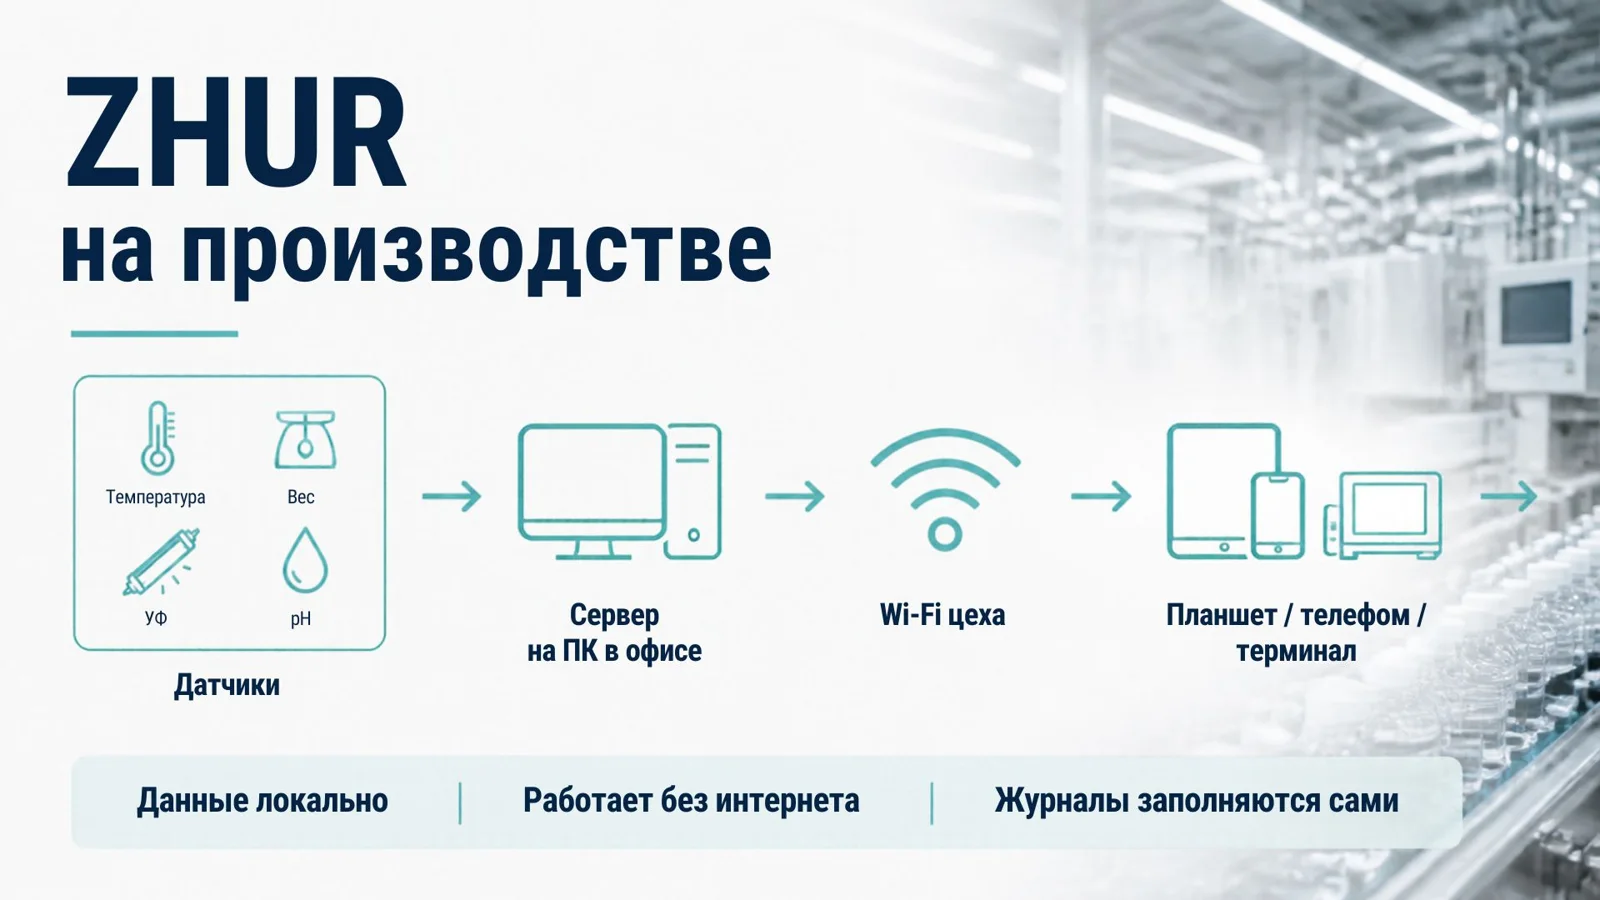 ZHUR
на производстве
Температура
Вес
УФ
pH
Датчики
Сервер
на ПК в офисе
Wi-Fi цеха
Планшет / телефом /
терминал
Данные локально
Работает без интернета
Журналы заполняются сами